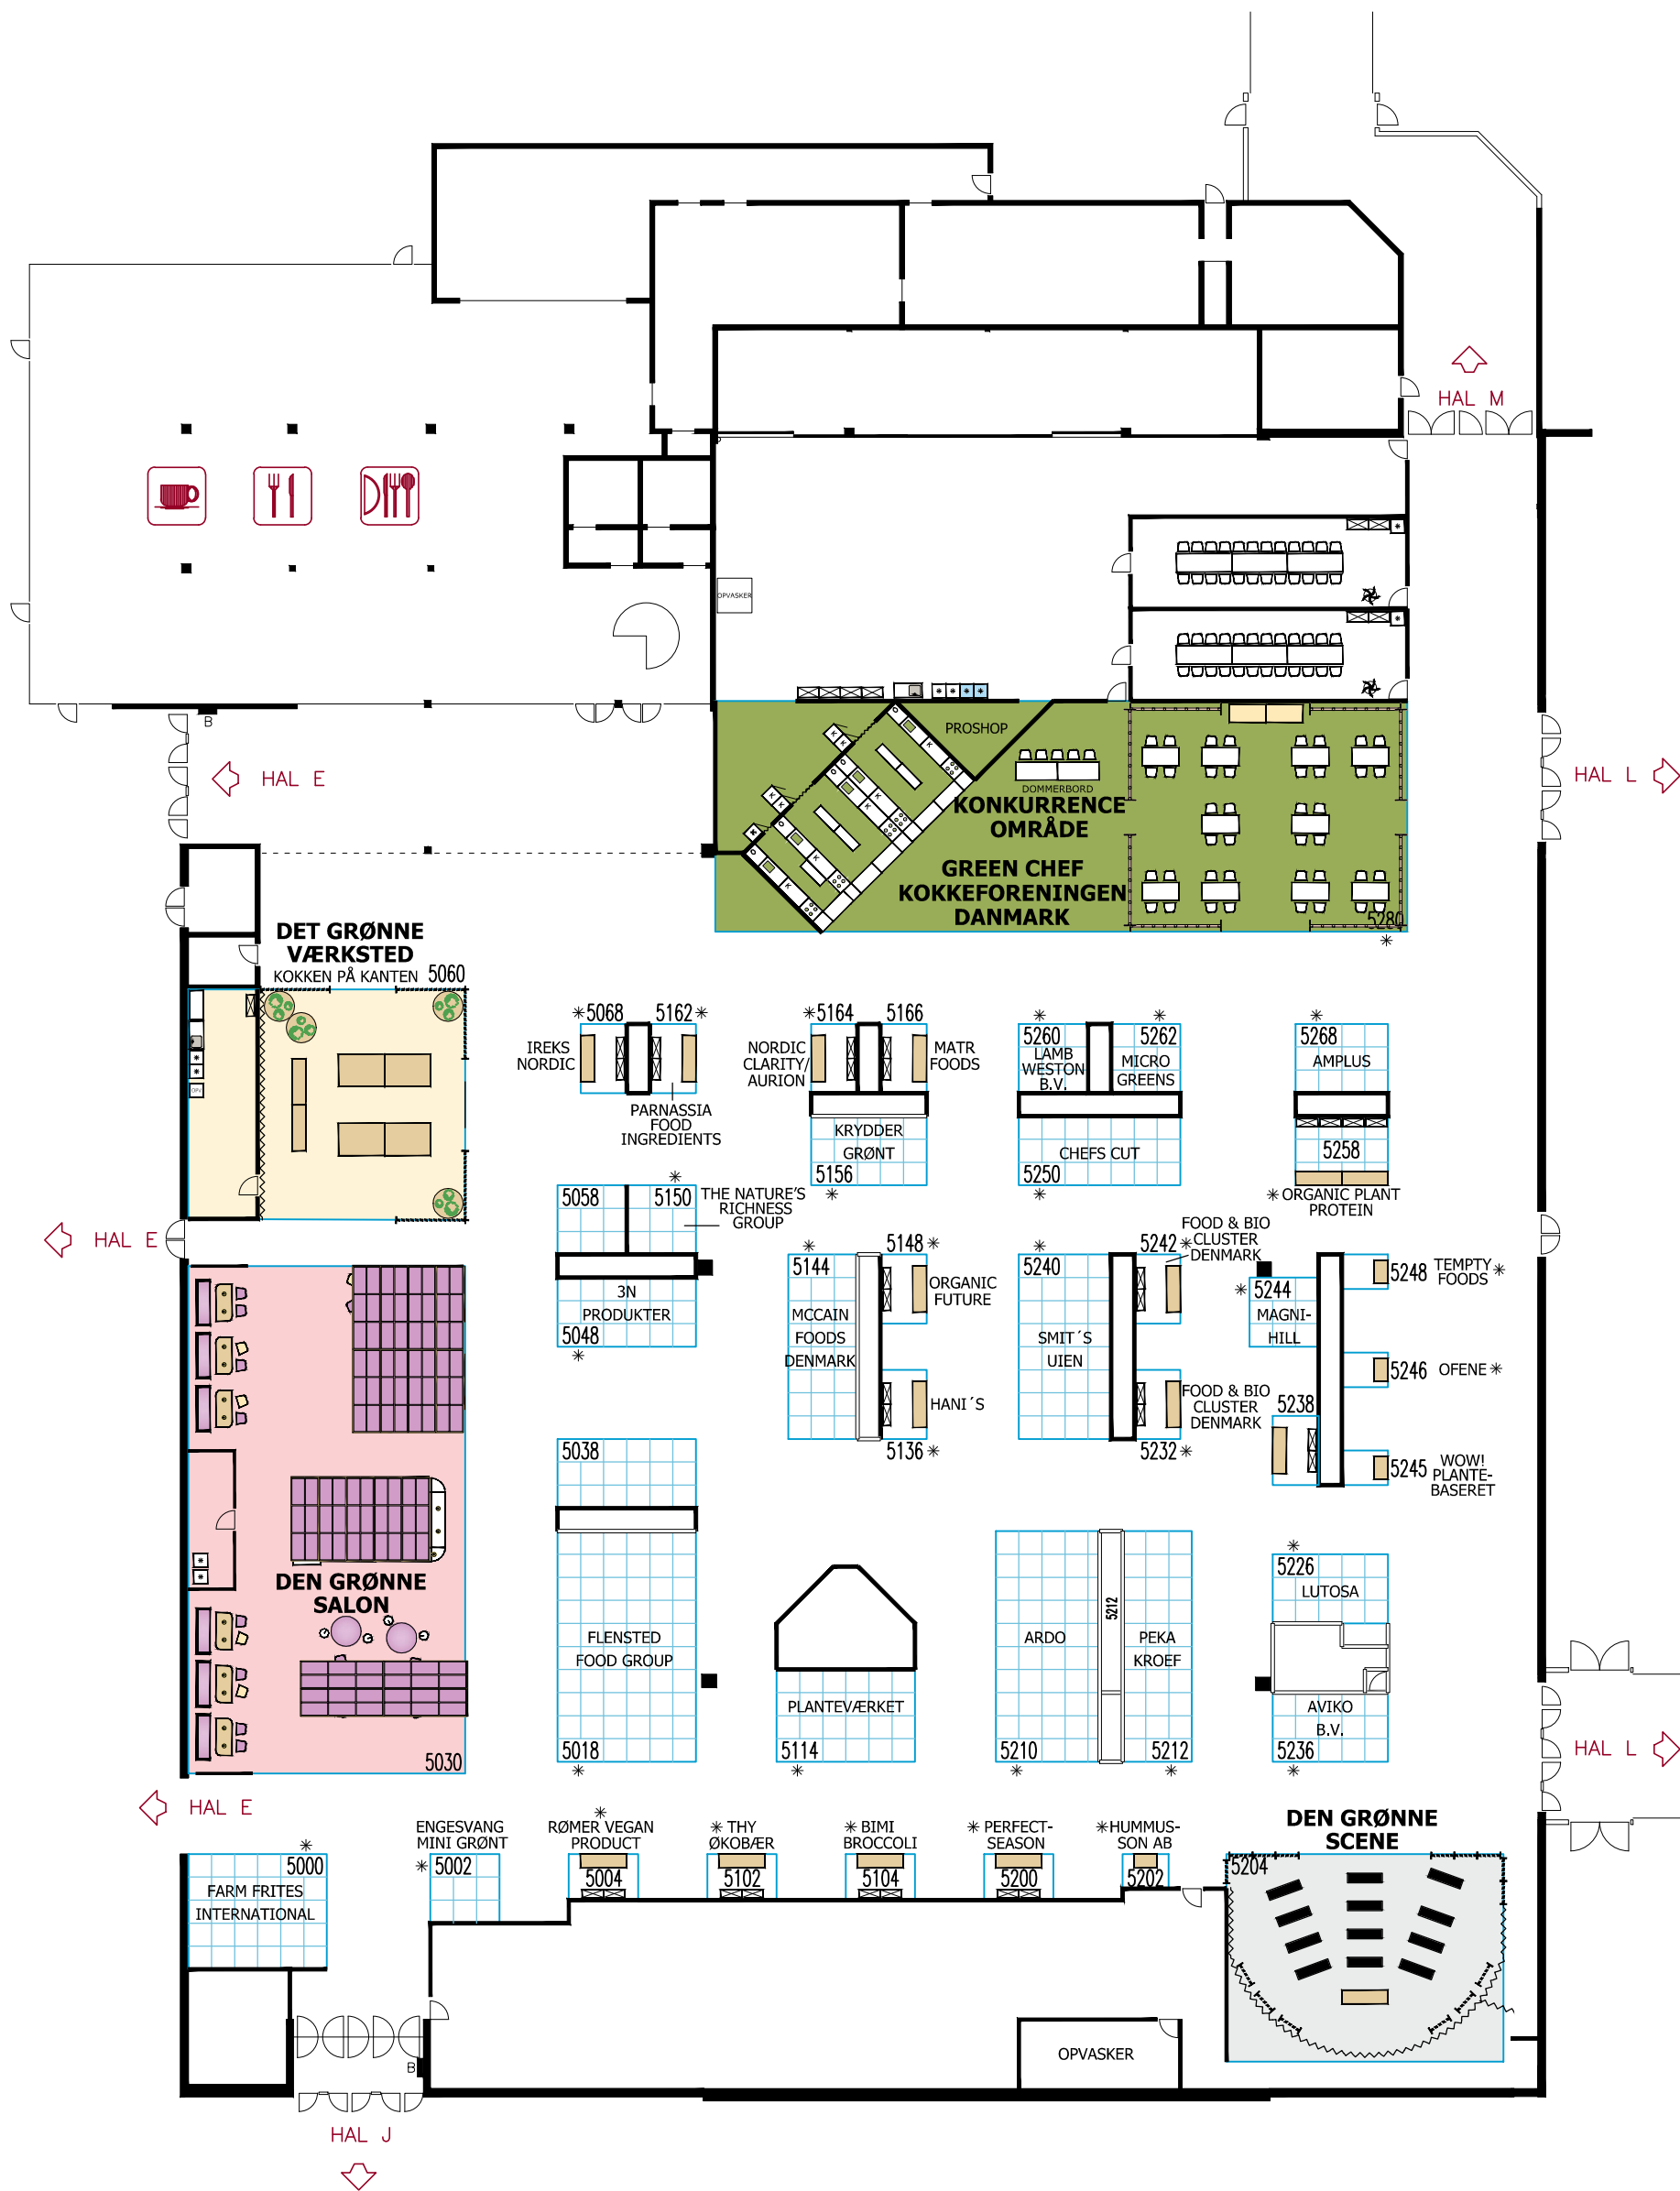 HAL M
OPVASKER
B
HAL E
HAL L
PROSHOP
DOMMERBORD
KONKURRENCE
OMRÅDE
GREEN CHEF
KOKKEFORENINGEN
DANMARK
5280
DET GRØNNE
VÆRKSTED
KOKKEN PÅ KANTEN 5060
*5068
5162*
IREKS
NORDIC
PARNASSIA
FOOD
INGREDIENTS
*5164
5166
NORDIC
CLARITY/
AURION
MATR
FOODS
KRYDDER
GRØNT
5156
*
*
5260
LAMB
WESTON
B.V.
*
5262
MICRO
GREENS
CHEFS CUT
5250
*
*
5268
AMPLUS
5258
* ORGANIC PLANT
PROTEIN
5058
*
5150
THE NATURE'S
RICHNESS
GROUP
3N
PRODUKTER
5048
*
HAL E
*
5144
MCCAIN
FOODS
DENMARK
5148 *
ORGANIC
FUTURE
HANI´S
5136 *
*
5240
SMIT´S
UIEN
FOOD & BIO
CLUSTER
DENMARK
5242 *
FOOD & BIO
CLUSTER
DENMARK
5232 *
* 5244
MAGNI-
HILL
5248
TEMPTY
FOODS *
5246 OFENE *
5238
5245
WOW!
PLANTE-
BASERET
5038
FLENSTED
FOOD GROUP
5018
*
DEN GRØNNE
SALON
5030
PLANTEVÆRKET
5114
*
ARDO
5210
*
5212
PEKA
KROEF
5212
*
*
5226
LUTOSA
AVIKO
B.V.
5236
*
HAL L
HAL E
*
5000
FARM FRITES
INTERNATIONAL
ENGESVANG
MINI GRØNT
* 5002
*
RØMER VEGAN
PRODUCT
5004
* THY
ØKOBÆR
5102
* BIMI
BROCCOLI
5104
* PERFECT-
SEASON
5200
*HUMMUS-
SON AB
5202
DEN GRØNNE
SCENE
5204
OPVASKER
B
HAL J